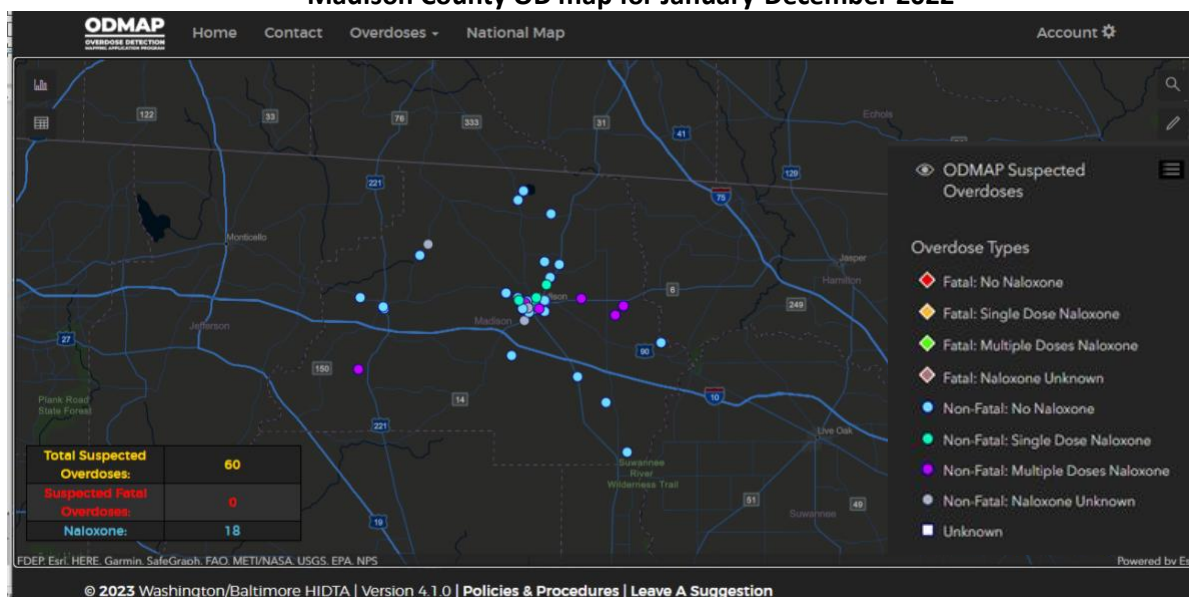 Madison County OD map for January-December 2022
ODMAP
OVERDOSE DETECTION
MAPPING APPLICATION PROGRAM
Home Contact Overdoses National Map Account
122
33
76
333
31
Echols
41
129
221
75
Monticello
Jasper
Hamilton
6
249
Madison
Jefferson
27
150
90
10
Plank Road
State Forest
14
221
Live Oak
Suwannee
River
Wilderness Trail
51
49
Suwannee
19
ODMAP Suspected
Overdoses
Overdose Types
Fatal: No Naloxone
Fatal: Single Dose Naloxone
Fatal: Multiple Doses Naloxone
Fatal: Naloxone Unknown
Non-Fatal: No Naloxone
Non-Fatal: Single Dose Naloxone
Non-Fatal: Multiple Doses Naloxone
Non-Fatal: Naloxone Unknown
Unknown
Total Suspected
Overdoses: 60
Suspected Fatal
Overdoses: 0
Naloxone: 18
FDEP, Esri, HERE, Garmin, SafeGraph, FAO, METI/NASA, USGS, EPA, NPS
Powered by Es
© 2023 Washington/Baltimore HIDTA | Version 4.1.0 | Policies & Procedures | Leave A Suggestion